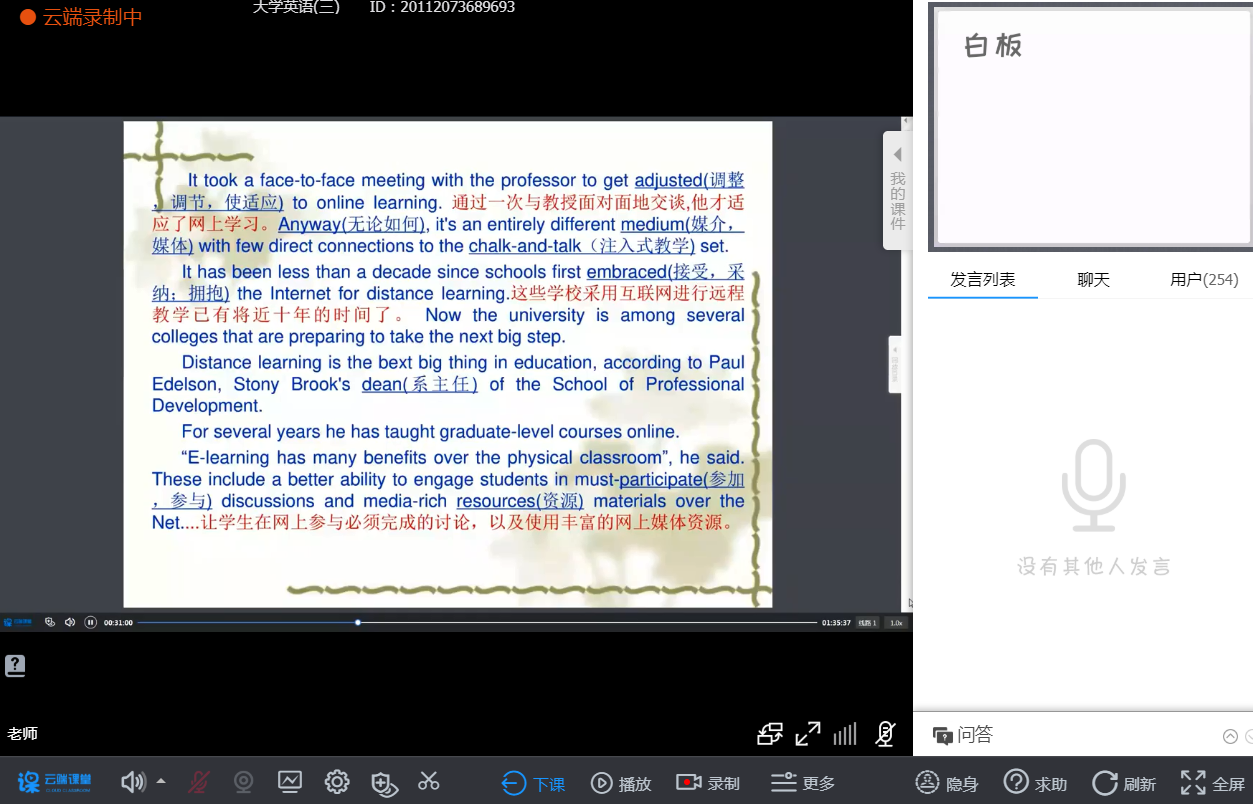 云端录制中
大学英语(三) ID：20112073689693
白板
我的课件
It took a face-to-face meeting with the professor to get adjusted(调整
，调节，使适应) to online learning. 通过一次与教授面对面地交谈,他才适
应了网上学习。Anyway(无论如何), it's an entirely different medium(媒介，
媒体) with few direct connections to the chalk-and-talk（注入式教学) set.
It has been less than a decade since schools first embraced(接受，采
纳；拥抱) the Internet for distance learning.这些学校采用互联网进行远程
教学已有将近十年的时间了。 Now the university is among several
colleges that are preparing to take the next big step.
Distance learning is the bext big thing in education, according to Paul
Edelson, Stony Brook's dean(系主任) of the School of Professional
Development.
For several years he has taught graduate-level courses online.
“E-learning has many benefits over the physical classroom”, he said.
These include a better ability to engage students in must-participate(参加
，参与) discussions and media-rich resources(资源) materials over the
Net....让学生在网上参与必须完成的讨论，以及使用丰富的网上媒体资源。
发言列表 聊天 用户(254)
没有其他人发言
00:31:00 01:35:37 线路 1 1.0x
老师
问答
云端课堂
CLOUD CLASSROOM
下课 播放 录制 更多 隐身 求助 刷新 全屏